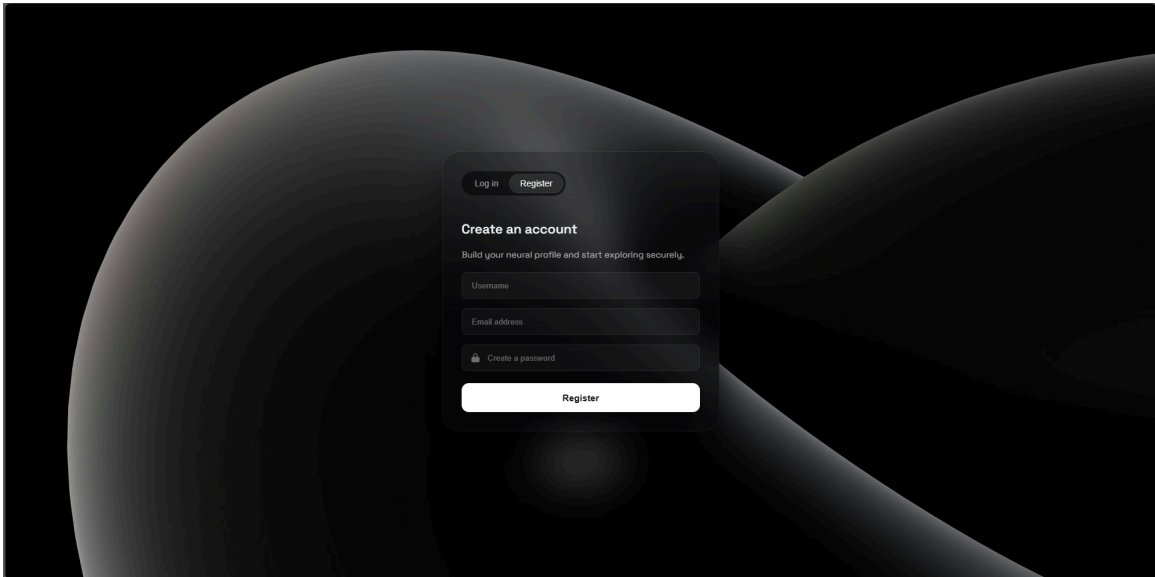 Log in
Register
Create an account
Build your neural profile and start exploring securely.
Username
Email address
Create a password
Register